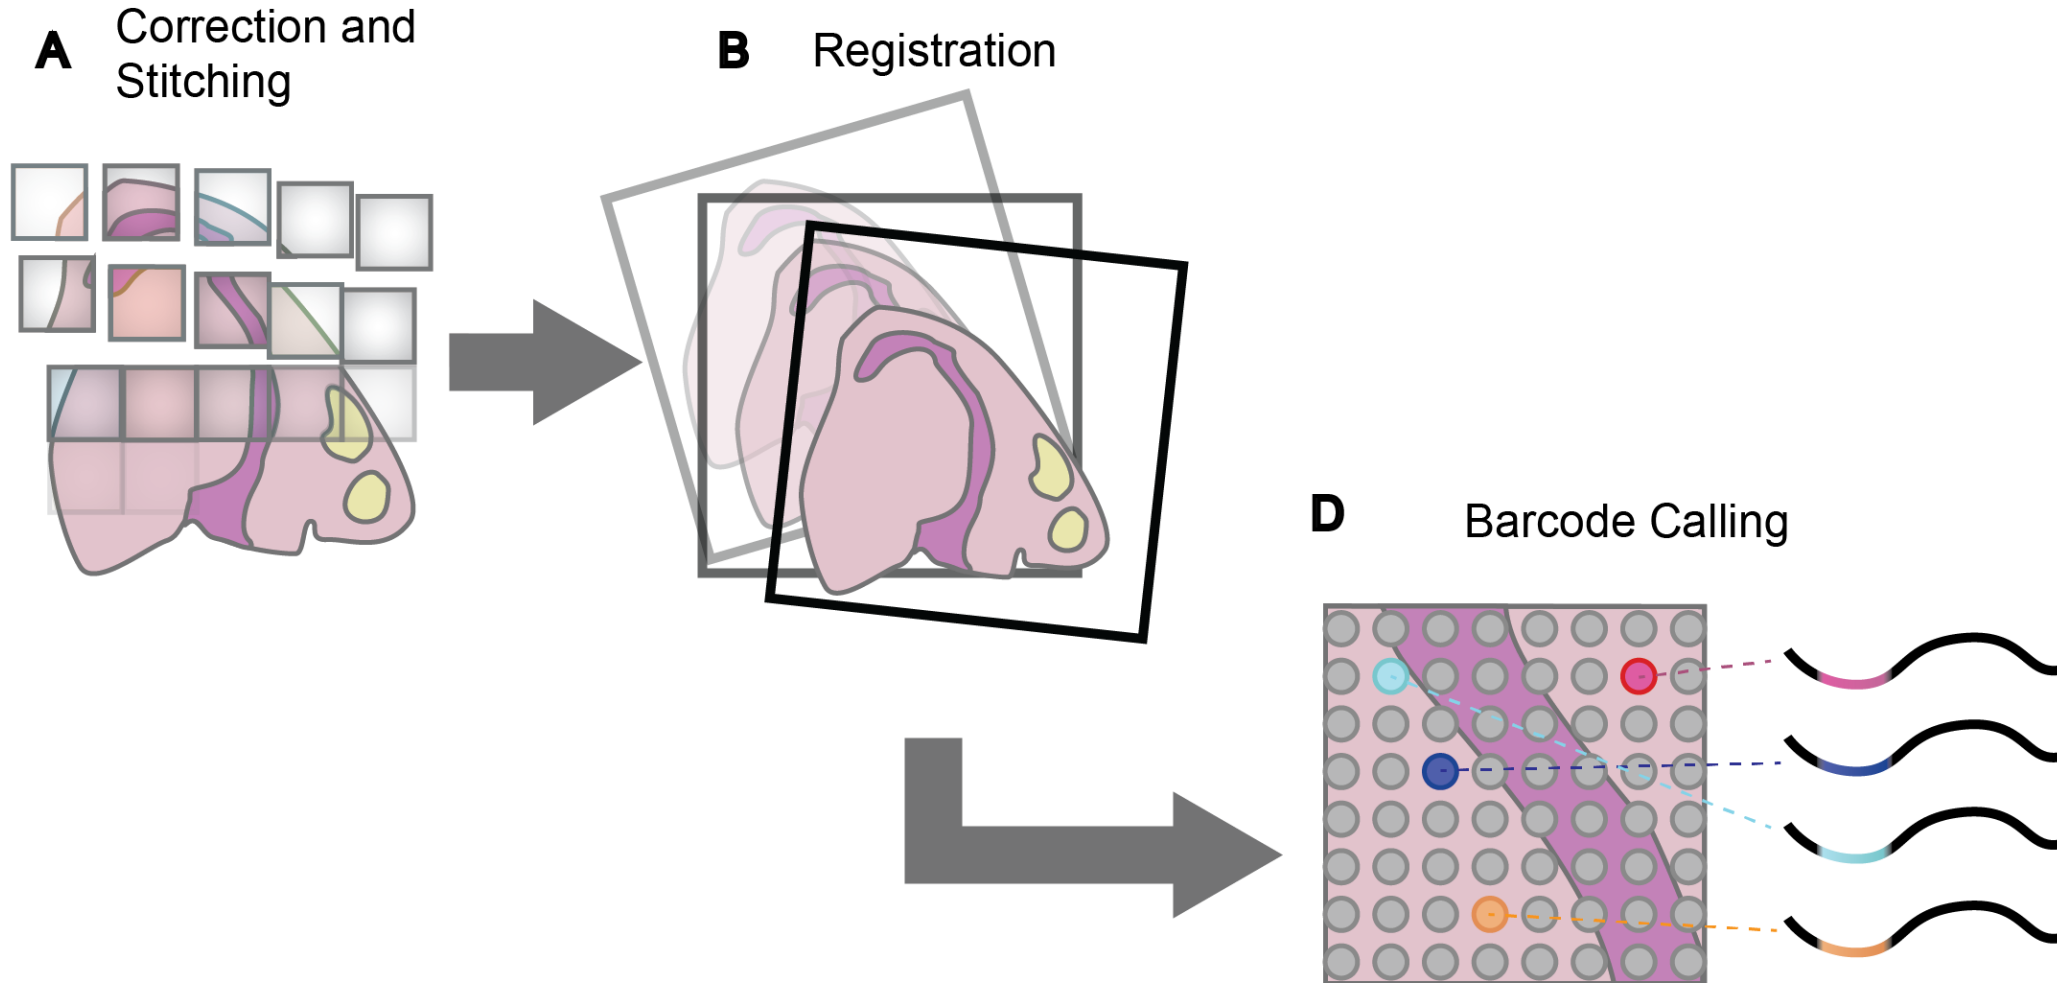 A
Correction and
Stitching
B
Registration
D
Barcode Calling